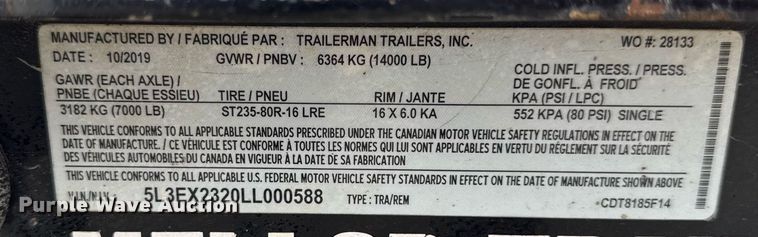 MANUFACTURED BY / FABRIQUÉ PAR : TRAILERMAN TRAILERS, INC. WO #: 28133
DATE : 10/2019 GVWR / PNBV : 6364 KG (14000 LB)
GAWR (EACH AXLE) / PNBE (CHAQUE ESSIEU) TIRE / PNEU RIM / JANTE COLD INFL. PRESS. / PRESS. DE GONFL. À FROID KPA (PSI / LPC)
3182 KG (7000 LB) ST235-80R-16 LRE 16 X 6.0 KA 552 KPA (80 PSI) SINGLE
THIS VEHICLE CONFORMS TO ALL APPLICABLE STANDARDS PRESCRIBED UNDER THE CANADIAN MOTOR VEHICLE SAFETY REGULATIONS IN EFFECT ON THE
DATE OF MANUFACTURE. / CE VÉHICULE EST CONFORME À TOUTES LES NORMES QUI LUI SONT APPLICABLES EN VERTU DU RÈGLEMENT SUR LA SÉCURITÉ
DES VÉHICULES AUTOMOBILES DU CANADA EN VIGUEUR À LA DATE DE SA FABRICATION
THIS VEHICLE CONFORMS TO ALL APPLICABLE U.S. FEDERAL MOTOR VEHICLE SAFETY STANDARDS IN EFFECT ON THE DATE OF MANUFACTURE SHOWN ABOVE.
V.I.N./N.I.V.: 5L3FX2320LL000588 TYPE : TRA/REM CDT8185F14
Purple Wave Auction